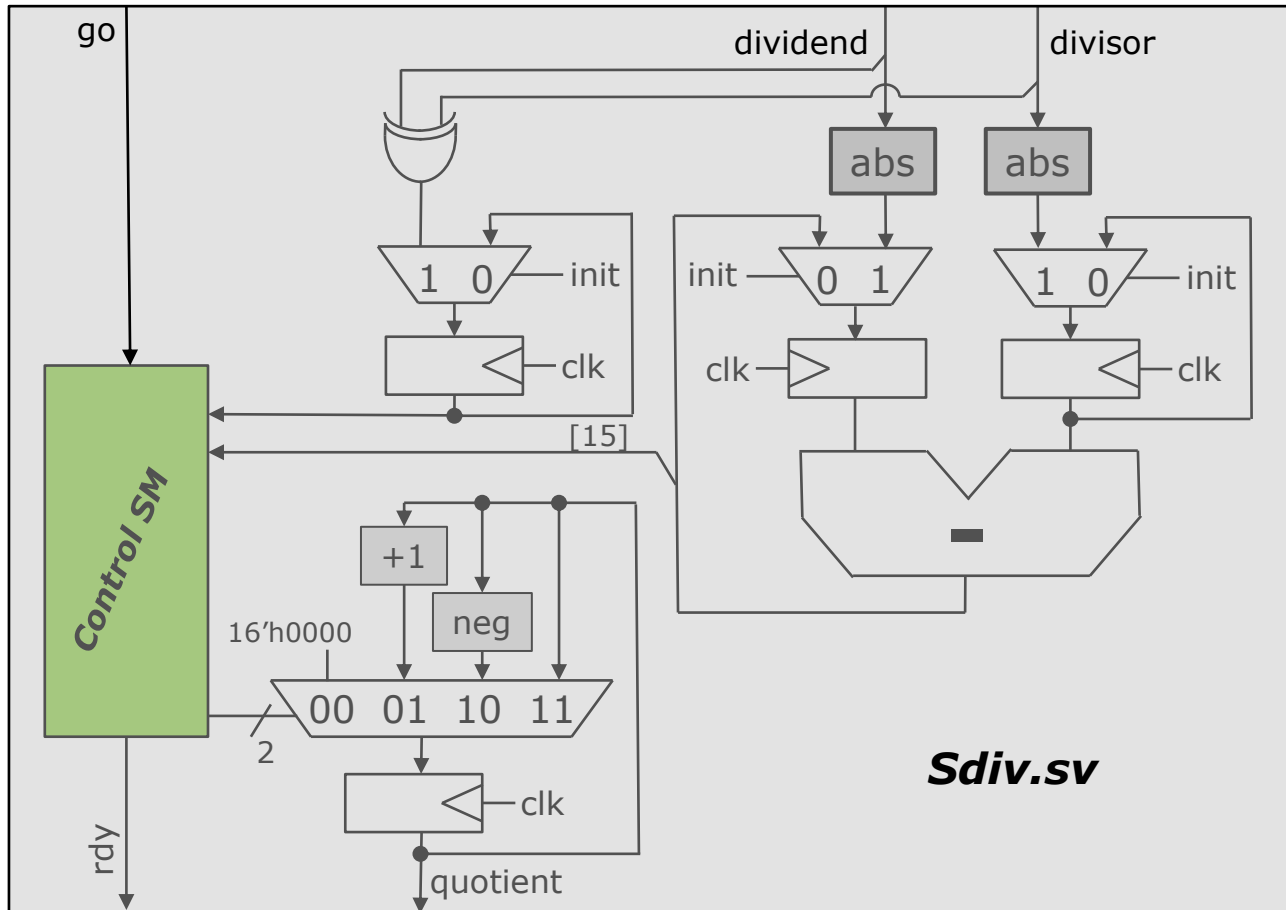 go
dividend
divisor
abs
abs
1 0
init
init
0 1
1 0
init
clk
clk
clk
[15]
Control SM
+1
neg
16’h0000
00 01 10 11
2
Sdiv.sv
clk
rdy
quotient